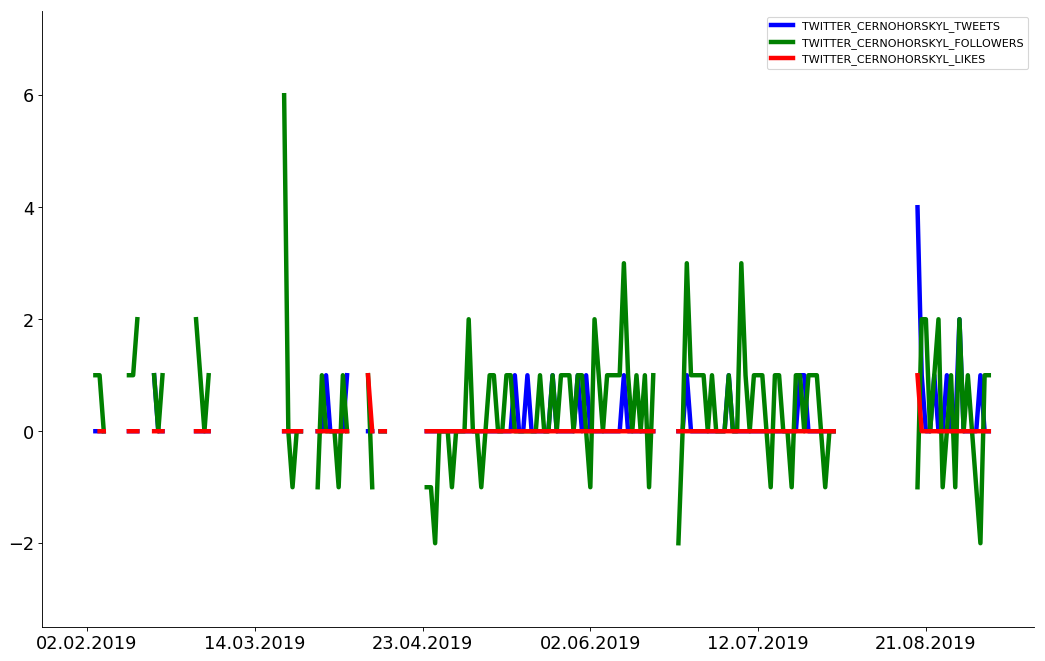 TWITTER_CERNOHORSKYL_TWEETS
TWITTER_CERNOHORSKYL_FOLLOWERS
TWITTER_CERNOHORSKYL_LIKES
6
4
2
0
−2
02.02.2019 14.03.2019 23.04.2019 02.06.2019 12.07.2019 21.08.2019